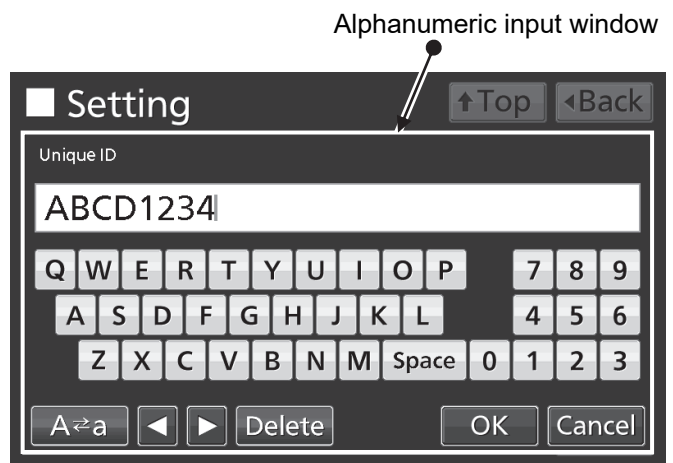 Alphanumeric input window
Setting ↑Top ◂Back
Unique ID
ABCD1234
Q W E R T Y U I O P 7 8 9
A S D F G H J K L 4 5 6
Z X C V B N M Space 0 1 2 3
A⇄a ◀ ▶ Delete OK Cancel